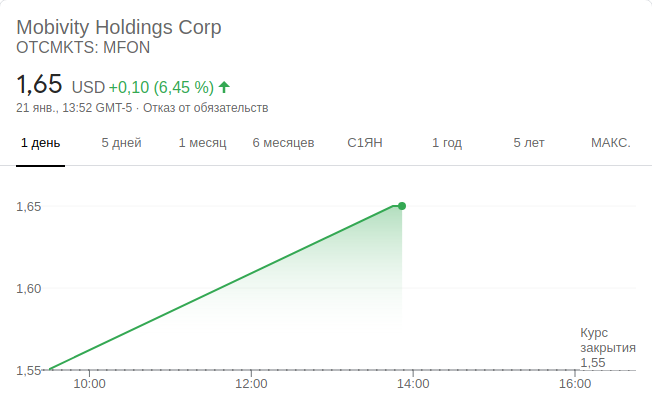 Mobivity Holdings Corp
OTCMKTS: MFON
1,65 USD +0,10 (6,45 %)
21 янв., 13:52 GMT-5 · Отказ от обязательств
1 день 5 дней 1 месяц 6 месяцев С1ЯН 1 год 5 лет МАКС.
1,65
1,60
Курс
закрытия
1,55
1,55
10:00 12:00 14:00 16:00